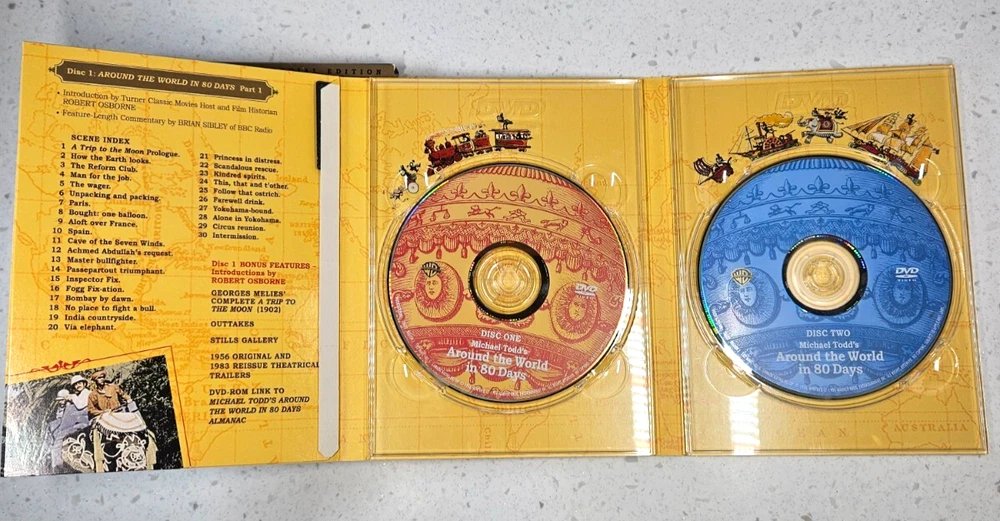 EDITION
Disc 1: AROUND THE WORLD IN 80 DAYS Part 1
• Introduction by Turner Classic Movies Host and Film Historian
ROBERT OSBORNE
• Feature-Length Commentary by BRIAN SIBLEY of BBC Radio
SCENE INDEX
1 A Trip to the Moon Prologue.
2 How the Earth looks.
3 The Reform Club.
4 Man for the job.
5 The wager.
6 Unpacking and packing.
7 Paris.
8 Bought: one balloon.
9 Aloft over France.
10 Spain.
11 Cave of the Seven Winds.
12 Achmed Abdullah's request.
13 Master bullfighter.
14 Passepartout triumphant.
15 Inspector Fix.
16 Fogg Fix-ation.
17 Bombay by dawn.
18 No place to fight a bull.
19 India countryside.
20 Via elephant.
21 Princess in distress.
22 Scandalous rescue.
23 Kindred spirits.
24 This, that and t'other.
25 Follow that ostrich.
26 Farewell drink.
27 Yokohama-bound.
28 Alone in Yokohama.
29 Circus reunion.
30 Intermission.
Disc 1 BONUS FEATURES -
Introductions by
ROBERT OSBORNE
GEORGES MELIES'
COMPLETE A TRIP TO
THE MOON (1902)
OUTTAKES
STILLS GALLERY
1956 ORIGINAL AND
1983 REISSUE THEATRICAL
TRAILERS
DVD-ROM LINK TO
MICHAEL TODD'S AROUND
THE WORLD IN 80 DAYS
ALMANAC
DVD
VIDEO
DISC ONE
Michael Todd's
Around the World
in 80 Days
DVD
VIDEO
DISC TWO
Michael Todd's
Around the World
in 80 Days
AUSTRALIA